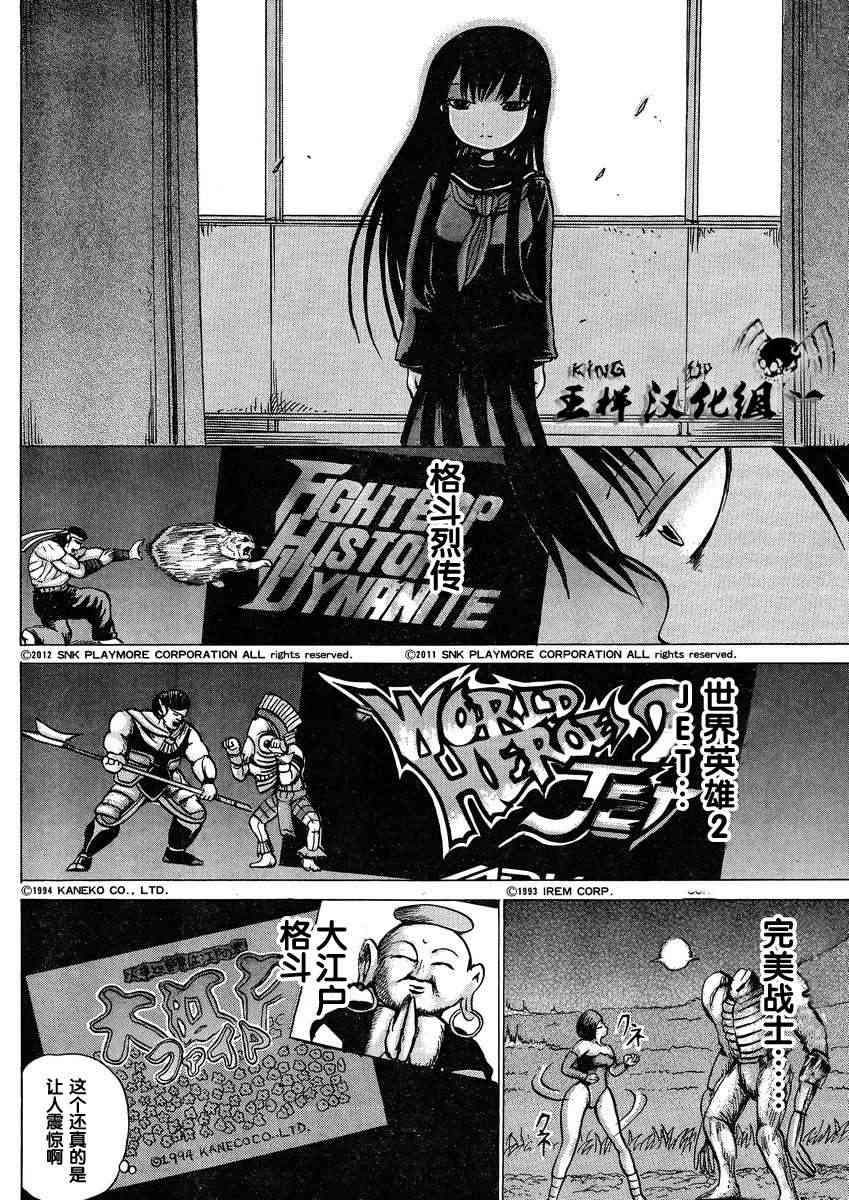 KING
王样汉化组
格斗烈传
FIGHTER
HISTORY
DYNAMITE
©2012 SNK PLAYMORE CORPORATION ALL rights reserved.
©2011 SNK PLAYMORE CORPORATION ALL rights reserved.
世界英雄2
JET…
WORLD
HEROES 2
JET
©1994 KANEKO CO., LTD.
©1993 IREM CORP.
完美战士……
クネ
クネ
大江户
格斗
大江戸
ファイト
©1994 KANEKO CO., LTD.
这个还真的是
让人震惊啊